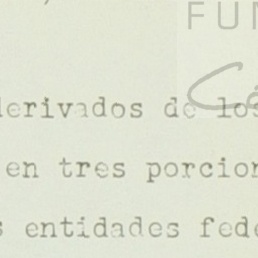 FUN
derivados de los
en tres porcion
s entidades fede